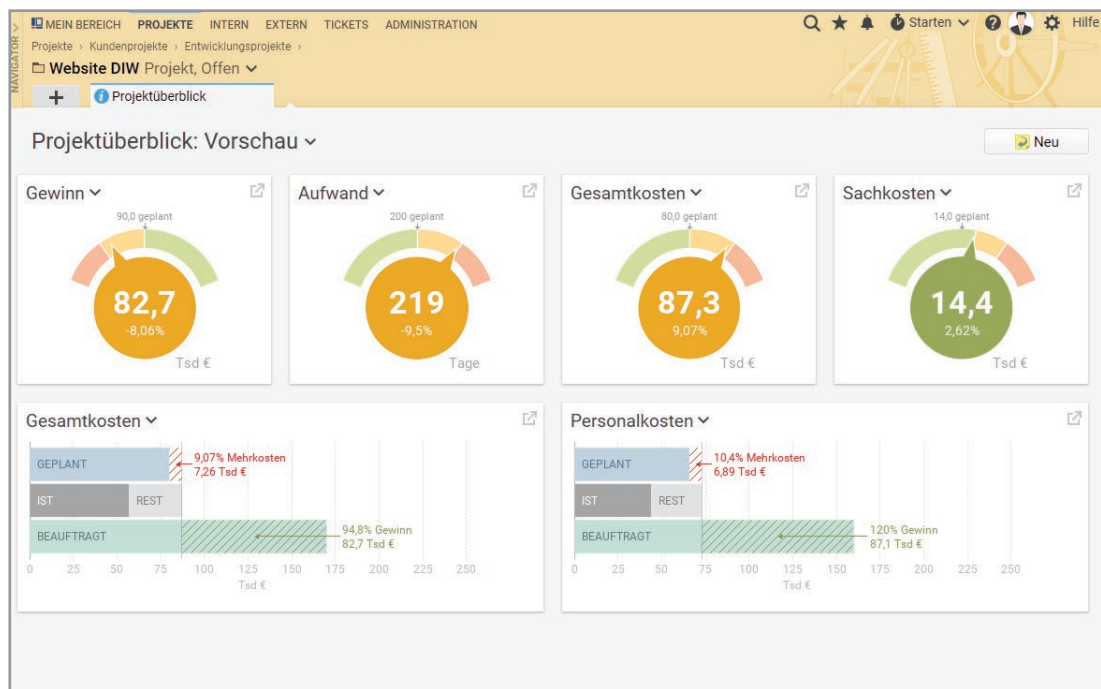 MEIN BEREICH PROJEKTE INTERN EXTERN TICKETS ADMINISTRATION Starten Hilfe
NAVIGATOR >
Projekte > Kundenprojekte > Entwicklungsprojekte >
Website DIW Projekt, Offen
+ Projektüberblick
Projektüberblick: Vorschau
Neu
Gewinn
90,0 geplant
82,7
-8,06%
Tsd €
Aufwand
200 geplant
219
-9,5%
Tage
Gesamtkosten
80,0 geplant
87,3
9,07%
Tsd €
Sachkosten
14,0 geplant
14,4
2,62%
Tsd €
Gesamtkosten
GEPLANT
9,07% Mehrkosten
7,26 Tsd €
IST REST
BEAUFTRAGT
94,8% Gewinn
82,7 Tsd €
0 25 50 75 100 125 150 175 200 225 250
Tsd €
Personalkosten
GEPLANT
10,4% Mehrkosten
6,89 Tsd €
IST REST
BEAUFTRAGT
120% Gewinn
87,1 Tsd €
0 25 50 75 100 125 150 175 200 225 250
Tsd €